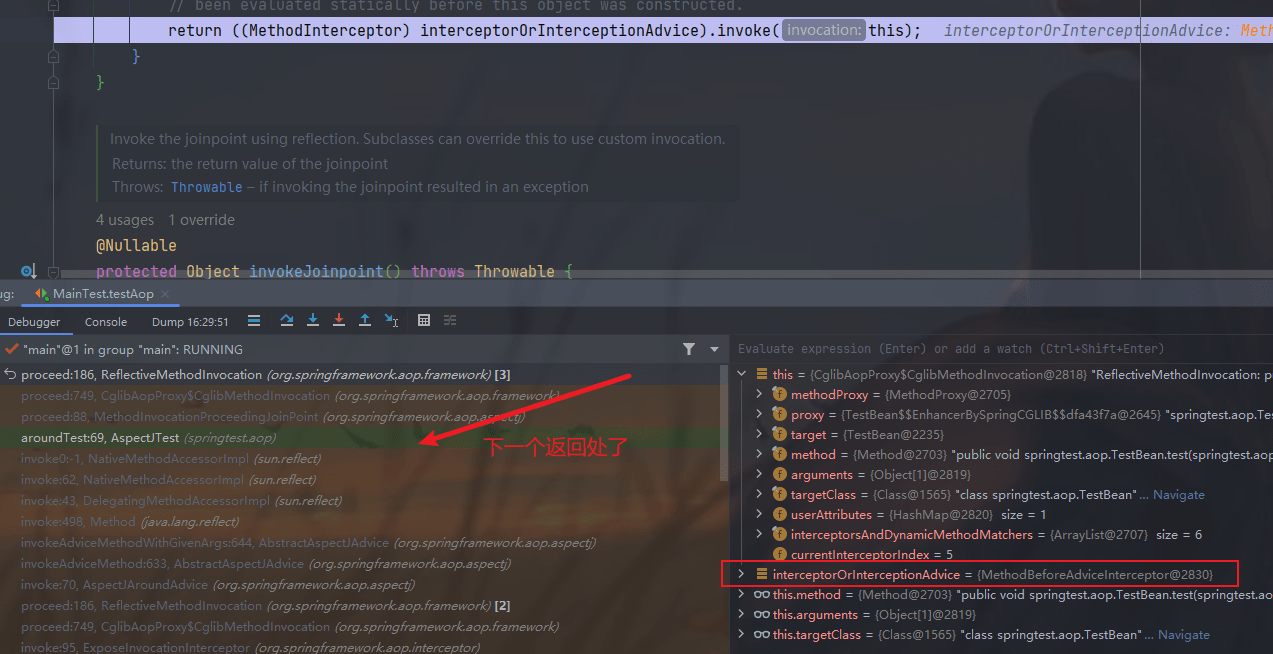 // been evaluated statically before this object was constructed.
return ((MethodInterceptor) interceptorOrInterceptionAdvice).invoke( invocation: this);   interceptorOrInterceptionAdvice: Meth
}
}
Invoke the joinpoint using reflection. Subclasses can override this to use custom invocation.
Returns: the return value of the joinpoint
Throws: Throwable – if invoking the joinpoint resulted in an exception
4 usages   1 override
@Nullable
protected Object invokeJoinpoint() throws Throwable {
ug: MainTest.testAop ×
Debugger   Console   Dump 16:29:51
"main"@1 in group "main": RUNNING
proceed:186, ReflectiveMethodInvocation (org.springframework.aop.framework) [3]
proceed:749, CglibAopProxy$CglibMethodInvocation (org.springframework.aop.framework)
proceed:88, MethodInvocationProceedingJoinPoint (org.springframework.aop.aspectj)
aroundTest:69, AspectJTest (springtest.aop)
下一个返回处了
invoke0:-1, NativeMethodAccessorImpl (sun.reflect)
invoke:62, NativeMethodAccessorImpl (sun.reflect)
invoke:43, DelegatingMethodAccessorImpl (sun.reflect)
invoke:498, Method (java.lang.reflect)
invokeAdviceMethodWithGivenArgs:644, AbstractAspectJAdvice (org.springframework.aop.aspectj)
invokeAdviceMethod:633, AbstractAspectJAdvice (org.springframework.aop.aspectj)
invoke:70, AspectJAroundAdvice (org.springframework.aop.aspectj)
proceed:186, ReflectiveMethodInvocation (org.springframework.aop.framework) [2]
proceed:749, CglibAopProxy$CglibMethodInvocation (org.springframework.aop.framework)
invoke:95, ExposeInvocationInterceptor (org.springframework.aop.interceptor)
Evaluate expression (Enter) or add a watch (Ctrl+Shift+Enter)
this = {CglibAopProxy$CglibMethodInvocation@2818} "ReflectiveMethodInvocation: p
methodProxy = {MethodProxy@2705}
proxy = {TestBean$$EnhancerBySpringCGLIB$$dfa43f7a@2645} "springtest.aop.Tes
target = {TestBean@2235}
method = {Method@2703} "public void springtest.aop.TestBean.test(springtest.aop
arguments = {Object[1]@2819}
targetClass = {Class@1565} "class springtest.aop.TestBean" ... Navigate
userAttributes = {HashMap@2820} size = 1
interceptorsAndDynamicMethodMatchers = {ArrayList@2707} size = 6
currentInterceptorIndex = 5
interceptorOrInterceptionAdvice = {MethodBeforeAdviceInterceptor@2830}
this.method = {Method@2703} "public void springtest.aop.TestBean.test(springtest.ao
this.arguments = {Object[1]@2819}
this.targetClass = {Class@1565} "class springtest.aop.TestBean" ... Navigate